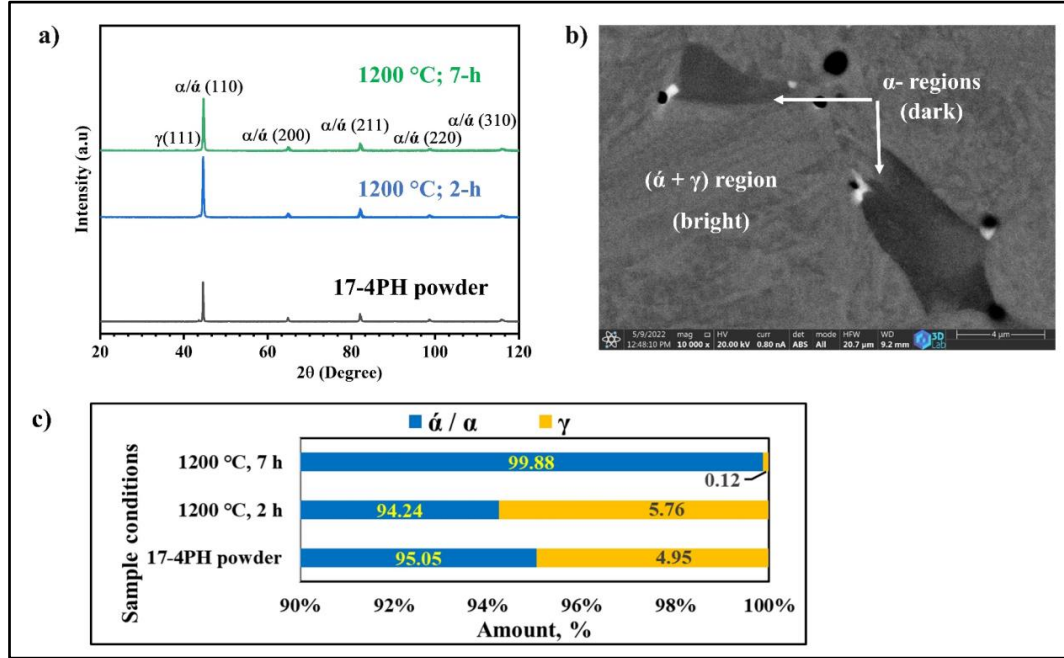 a)
1200 °C; 7-h
α/ά (110)
γ(111)
α/ά (200)
α/ά (211)
α/ά (220)
α/ά (310)
1200 °C; 2-h
17-4PH powder
Intensity (a.u)
20 40 60 80 100 120
2θ (Degree)
b)
α- regions
(dark)
(ά + γ) region
(bright)
5/9/2022 mag HV curr det mode HFW WD
12:48:10 PM 10 000 x 20.00 kV 0.80 nA ABS All 20.7 µm 9.2 mm
3D
Lab
4 µm
c)
ά / α γ
Sample conditions
1200 °C, 7 h
99.88
0.12
1200 °C, 2 h
94.24 5.76
17-4PH powder
95.05 4.95
90% 92% 94% 96% 98% 100%
Amount, %